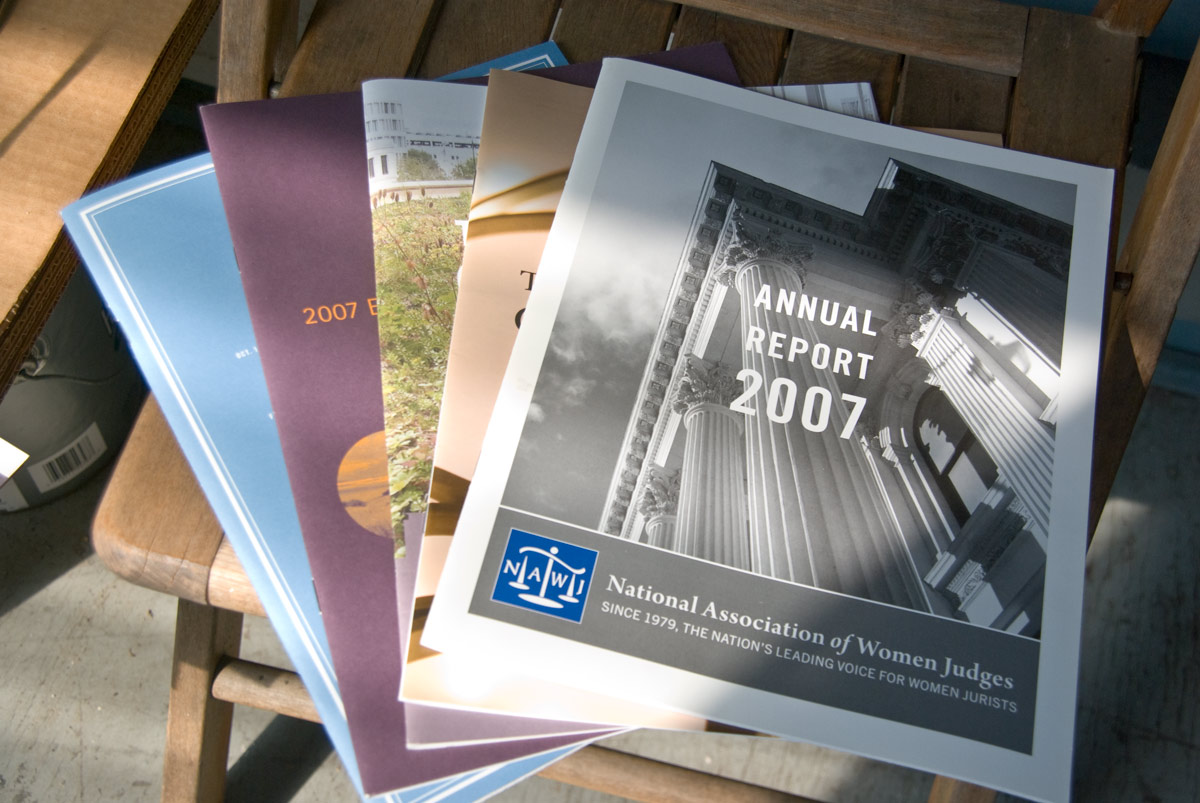 ANNUAL
REPORT
2007
NAWJ
National Association of Women Judges
SINCE 1979, THE NATION'S LEADING VOICE FOR WOMEN JURISTS
2007
T